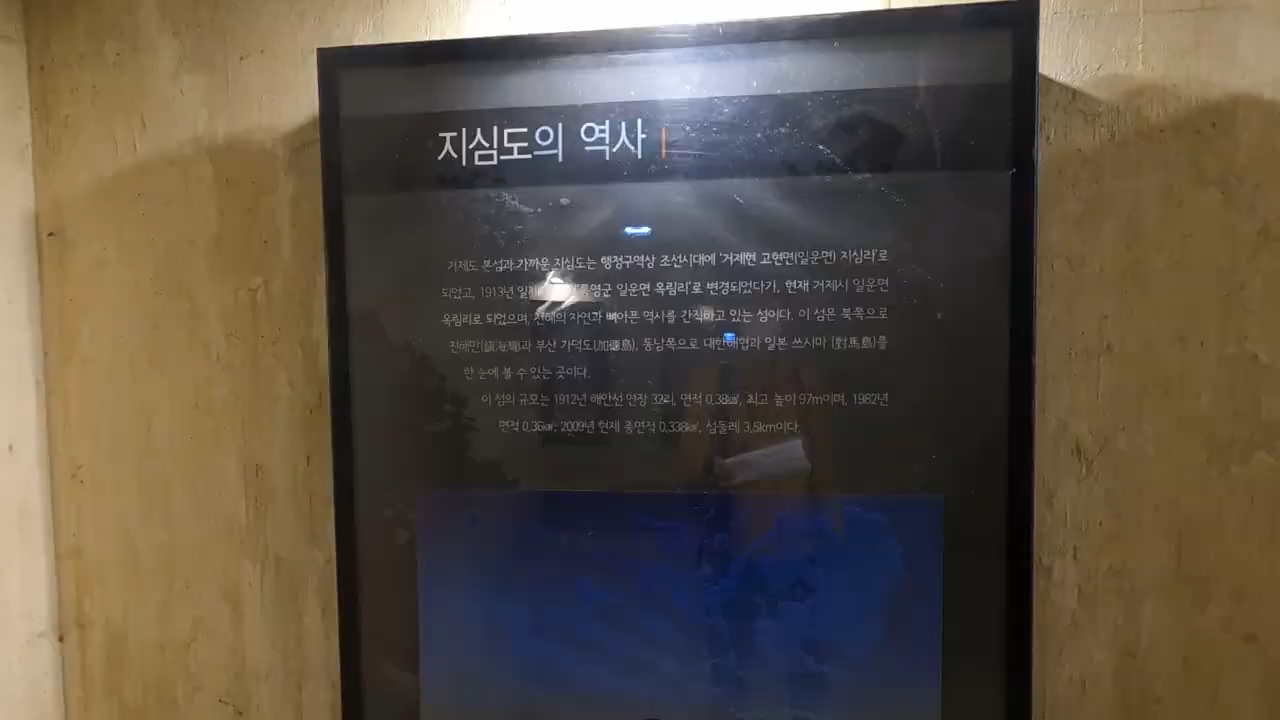 지심도의 역사
거제도 본섬과 가까운 지심도는 행정구역상 조선시대에 '거제현 고현면(일운면) 지심리'로
되었고, 1913년 영군 일운면 옥림리'로 변경되었다가, 현재 거제시 일운면
옥림리로 되었으며, 천혜의 자연과 뼈아픈 역사를 간직하고 있는 섬이다. 이 섬은 북쪽으로
진해만(鎭海灣)과 부산 가덕도(加德島), 동남쪽으로 대한해협과 일본 쓰시마 (對馬島)를
한 눈에 볼 수 있는 곳이다.
이 섬의 규모는 1912년 해안선 연장 32리, 면적 0.38㎢, 최고 높이 97m이며, 1982년
면적 0.36㎢, 2009년 현재 총면적 0.338㎢, 섬둘레 3.5km이다.